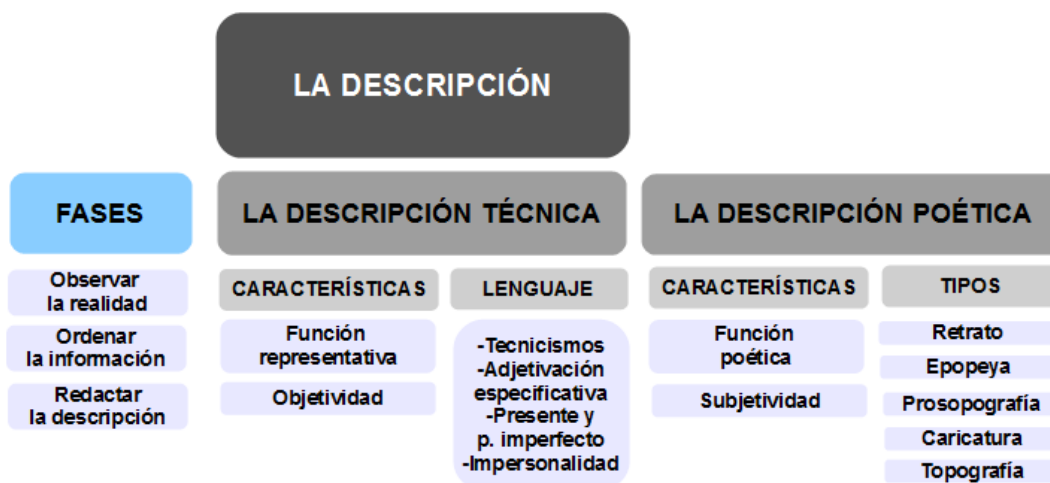 LA DESCRIPCIÓN
FASES
Observar
la realidad
Ordenar
la información
Redactar
la descripción
LA DESCRIPCIÓN TÉCNICA
CARACTERÍSTICAS
Función
representativa
Objetividad
LENGUAJE
-Tecnicismos
-Adjetivación
especificativa
-Presente y
p. imperfecto
-Impersonalidad
LA DESCRIPCIÓN POÉTICA
CARACTERÍSTICAS
Función
poética
Subjetividad
TIPOS
Retrato
Epopeya
Prosopografía
Caricatura
Topografía